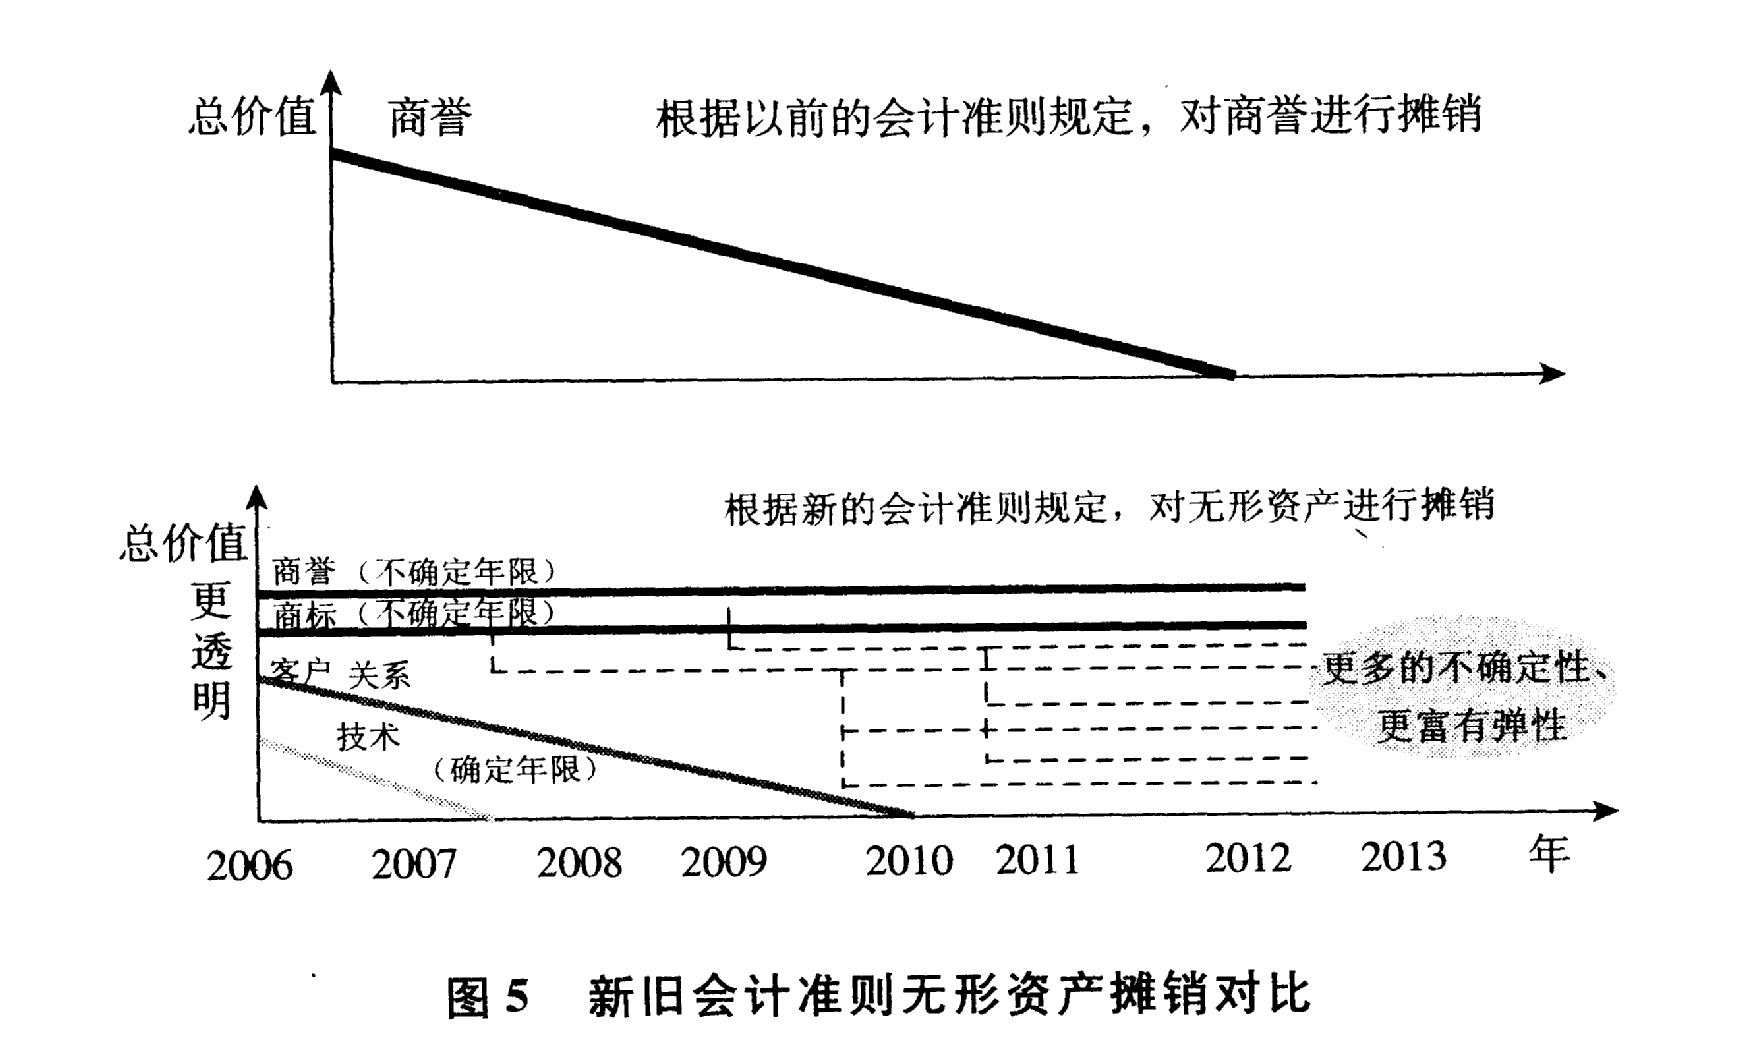 总价值 商誉 根据以前的会计准则规定，对商誉进行摊销
根据新的会计准则规定，对无形资产进行摊销
总价值
更透明
商誉（不确定年限）
商标（不确定年限）
客户 关系
技术
（确定年限）
更多的不确定性、
更富有弹性
2006 2007 2008 2009 2010 2011 2012 2013 年
图5 新旧会计准则无形资产摊销对比